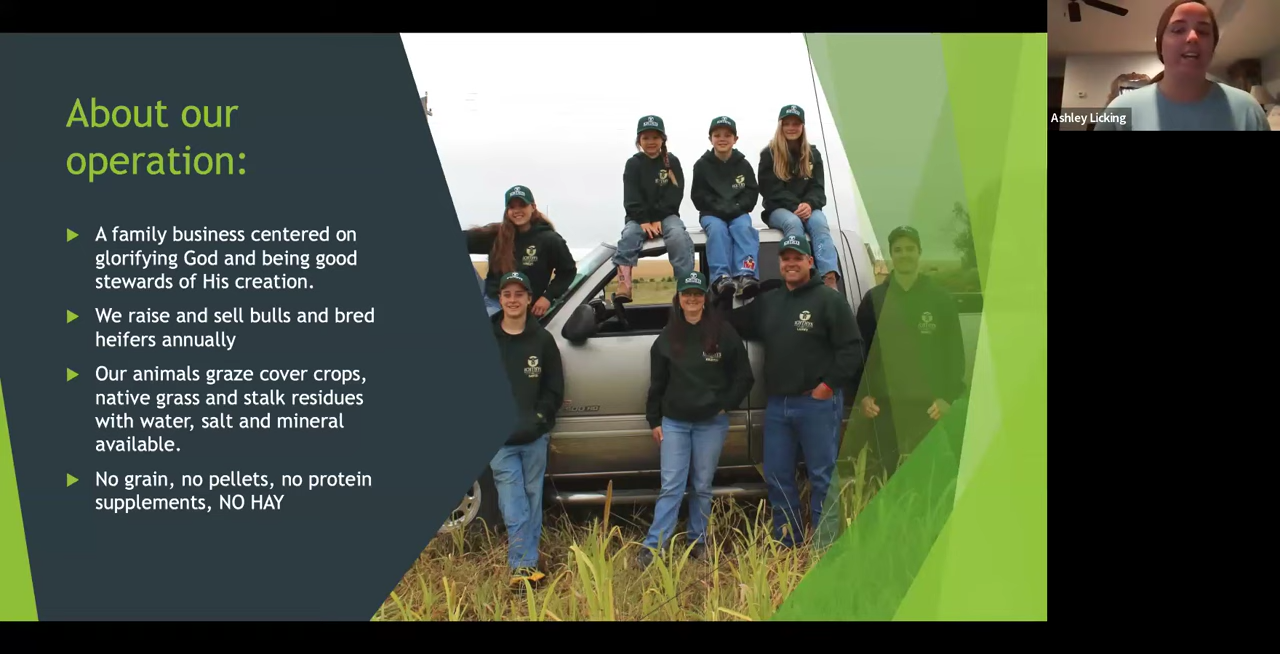 About our
operation:
A family business centered on
glorifying God and being good
stewards of His creation.
We raise and sell bulls and bred
heifers annually
Our animals graze cover crops,
native grass and stalk residues
with water, salt and mineral
available.
No grain, no pellets, no protein
supplements, NO HAY
Ashley Licking